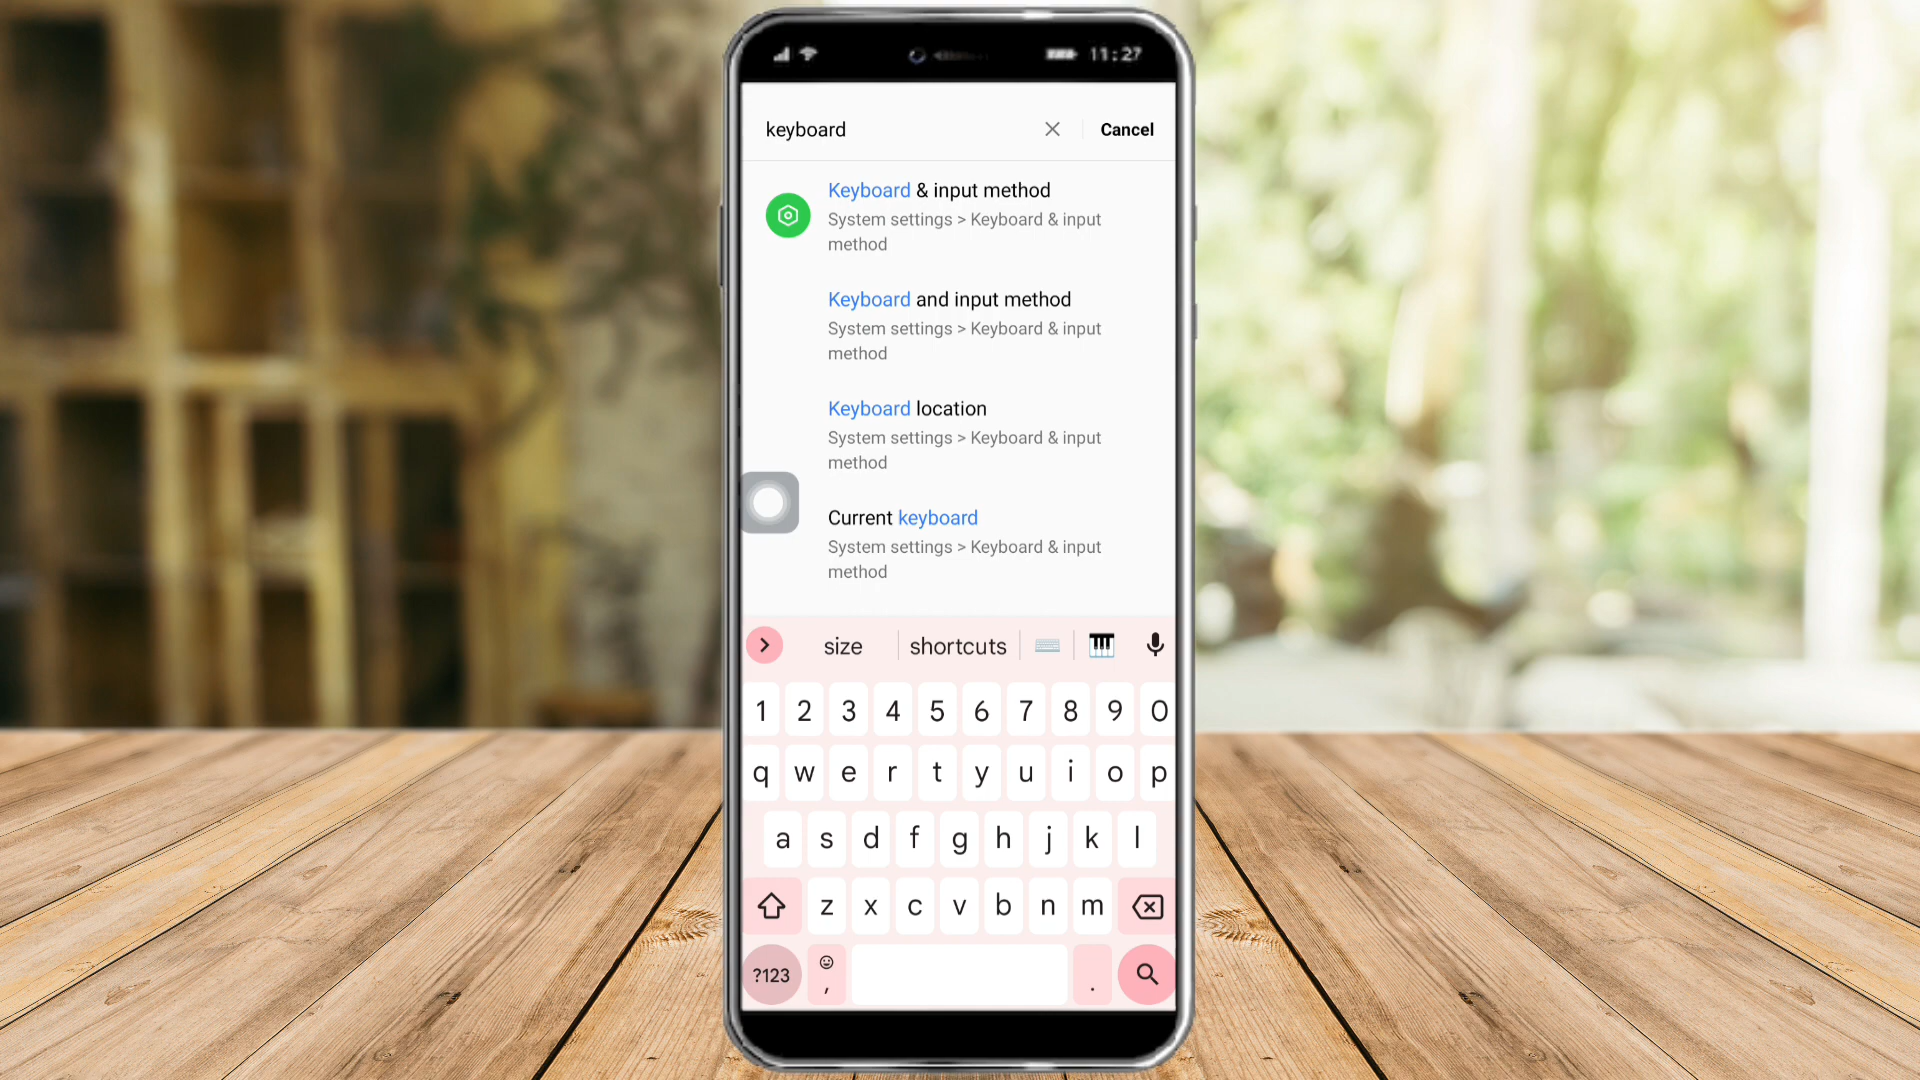 11:27
keyboard
Cancel
Keyboard & input method
System settings > Keyboard & input
method
Keyboard and input method
System settings > Keyboard & input
method
Keyboard location
System settings > Keyboard & input
method
Current keyboard
System settings > Keyboard & input
method
size shortcuts
1 2 3 4 5 6 7 8 9 0
q w e r t y u i o p
a s d f g h j k l
z x c v b n m
?123 , .